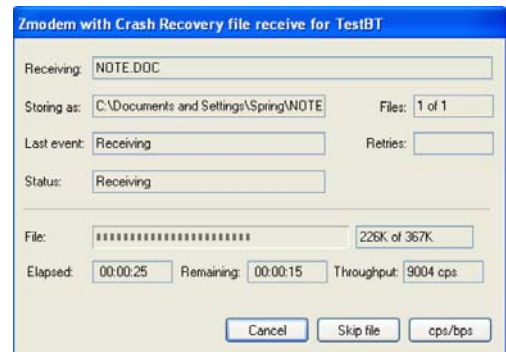 Zmodem with Crash Recovery file receive for TestBT
Receiving: NOTE.DOC
Storing as: C:\Documents and Settings\Spring\NOTE Files: 1 of 1
Last event: Receiving Retries:
Status: Receiving
File: 226K of 367K
Elapsed: 00:00:25 Remaining: 00:00:15 Throughput: 9004 cps
Cancel Skip file cps/bps